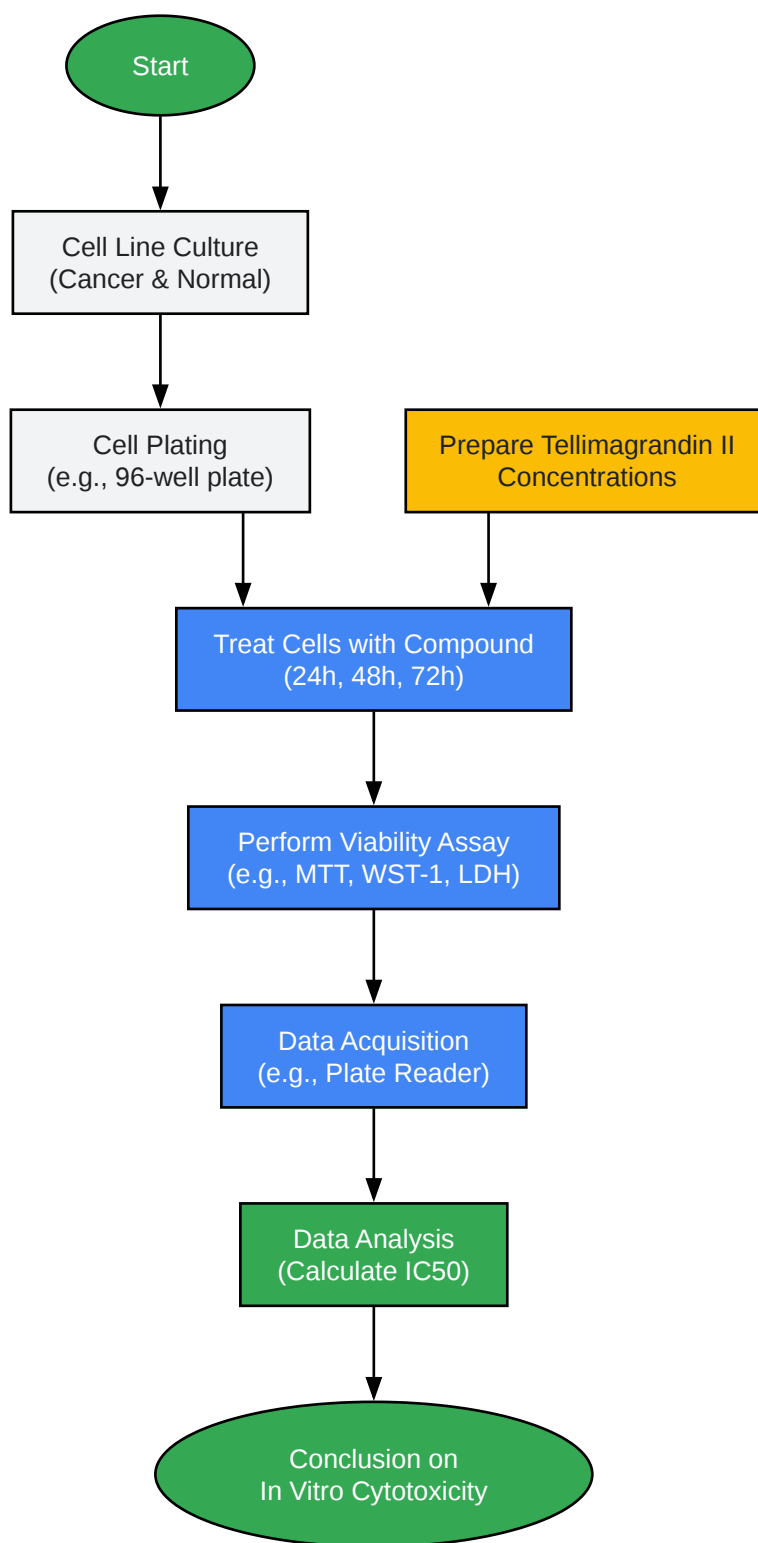 Start
Cell Line Culture
(Cancer & Normal)
Cell Plating
(e.g., 96-well plate)
Prepare Tellimagrandin II
Concentrations
Treat Cells with Compound
(24h, 48h, 72h)
Perform Viability Assay
(e.g., MTT, WST-1, LDH)
Data Acquisition
(e.g., Plate Reader)
Data Analysis
(Calculate IC50)
Conclusion on
In Vitro Cytotoxicity